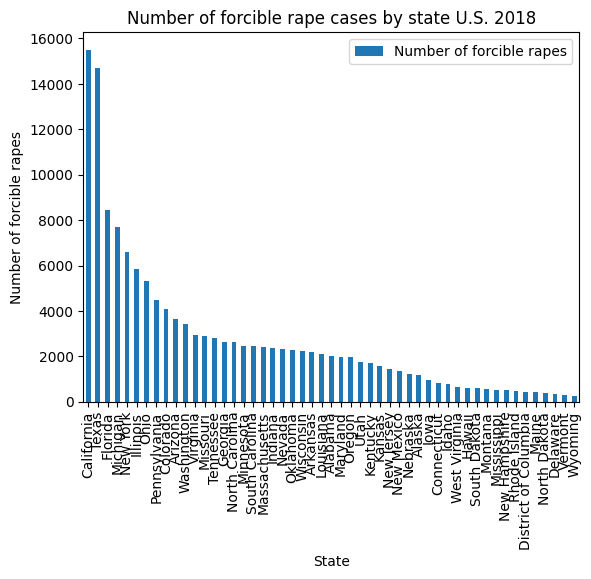 Number of forcible rape cases by state U.S. 2018
Number of forcible rapes
Number of forcible rapes
16000
14000
12000
10000
8000
6000
4000
2000
0
California
Texas
Florida
Michigan
New York
Illinois
Ohio
Pennsylvania
Colorado
Arizona
Washington
Virginia
Missouri
Tennessee
Georgia
North Carolina
Minnesota
South Carolina
Massachusetts
Indiana
Nevada
Oklahoma
Wisconsin
Arkansas
Louisiana
Alabama
Maryland
Oregon
Utah
Kentucky
Kansas
New Jersey
New Mexico
Nebraska
Alaska
Iowa
Connecticut
Idaho
West Virginia
Hawaii
South Dakota
Montana
Mississippi
New Hampshire
Rhode Island
District of Columbia
Maine
North Dakota
Delaware
Vermont
Wyoming
State